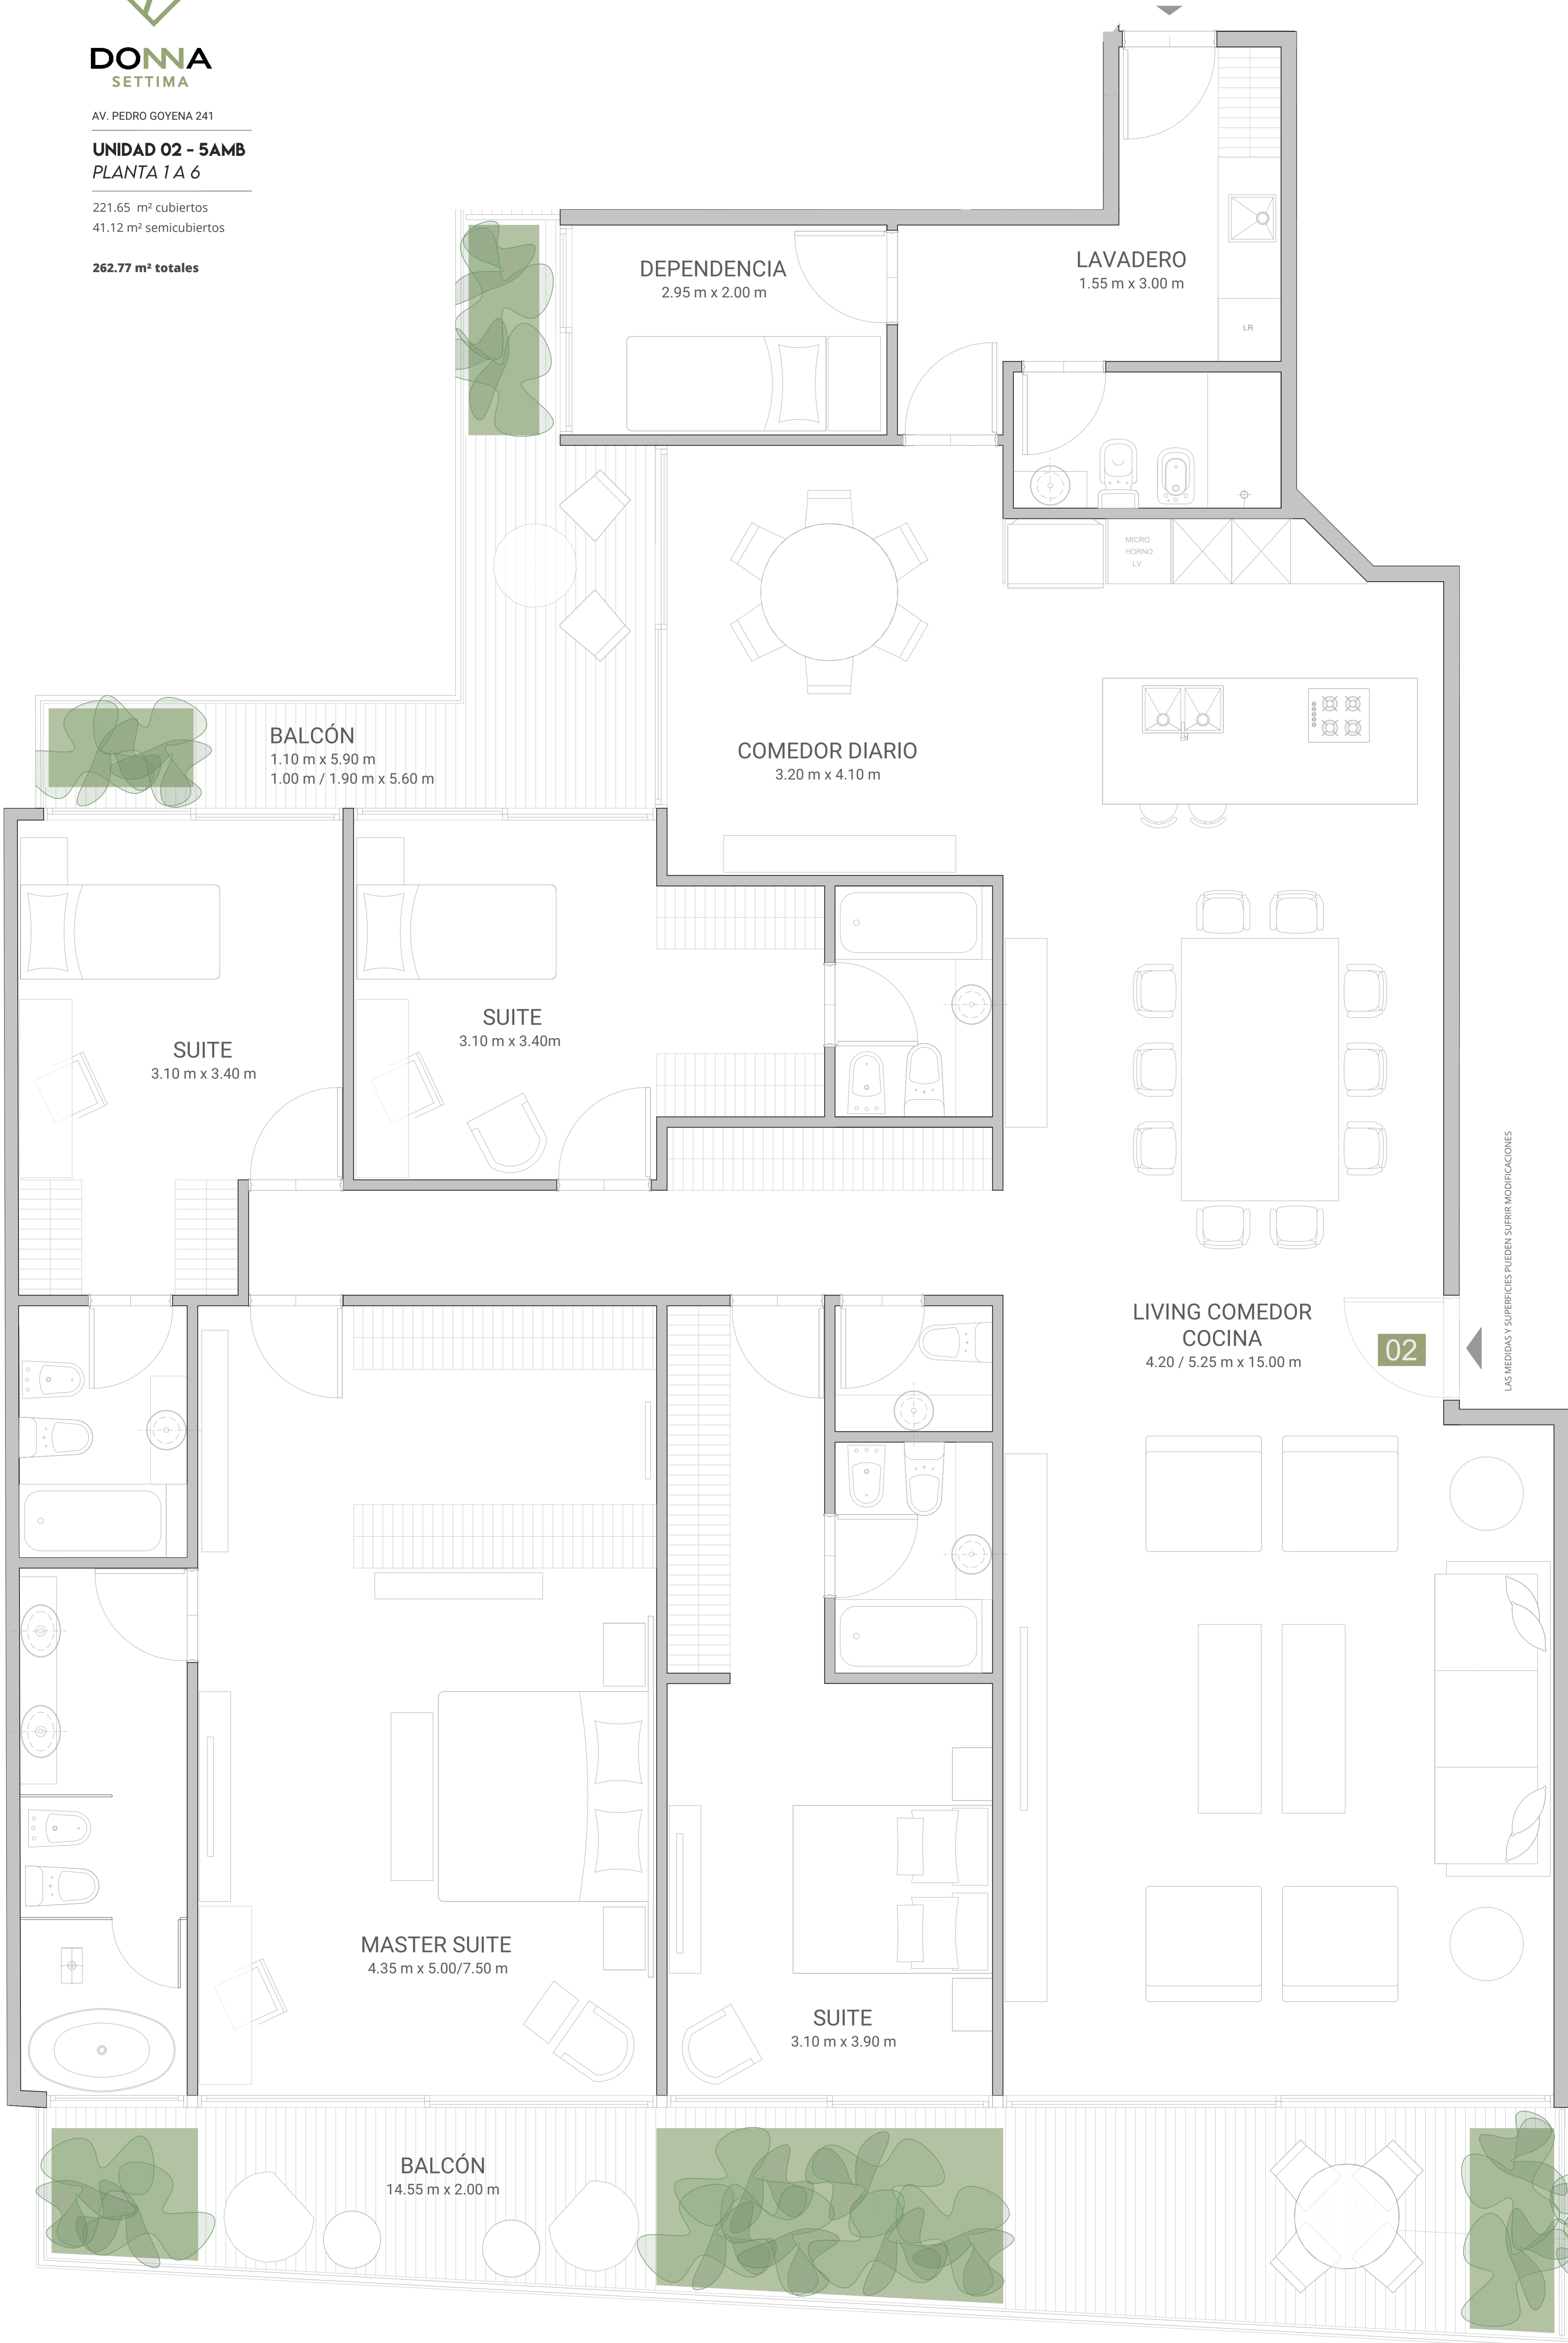 DONNA
SETTIMA
AV. PEDRO GOYENA 241
UNIDAD 02 - 5AMB
PLANTA 1 A 6
221.65 m² cubiertos
41.12 m² semicubiertos
262.77 m² totales
DEPENDENCIA
2.95 m x 2.00 m
LAVADERO
1.55 m x 3.00 m
LR
MICRO
HORNO
LV
BALCÓN
1.10 m x 5.90 m
1.00 m / 1.90 m x 5.60 m
COMEDOR DIARIO
3.20 m x 4.10 m
SUITE
3.10 m x 3.40 m
SUITE
3.10 m x 3.40m
LIVING COMEDOR
COCINA
4.20 / 5.25 m x 15.00 m
02
LAS MEDIDAS Y SUPERFICIES PUEDEN SUFRIR MODIFICACIONES
MASTER SUITE
4.35 m x 5.00/7.50 m
SUITE
3.10 m x 3.90 m
BALCÓN
14.55 m x 2.00 m